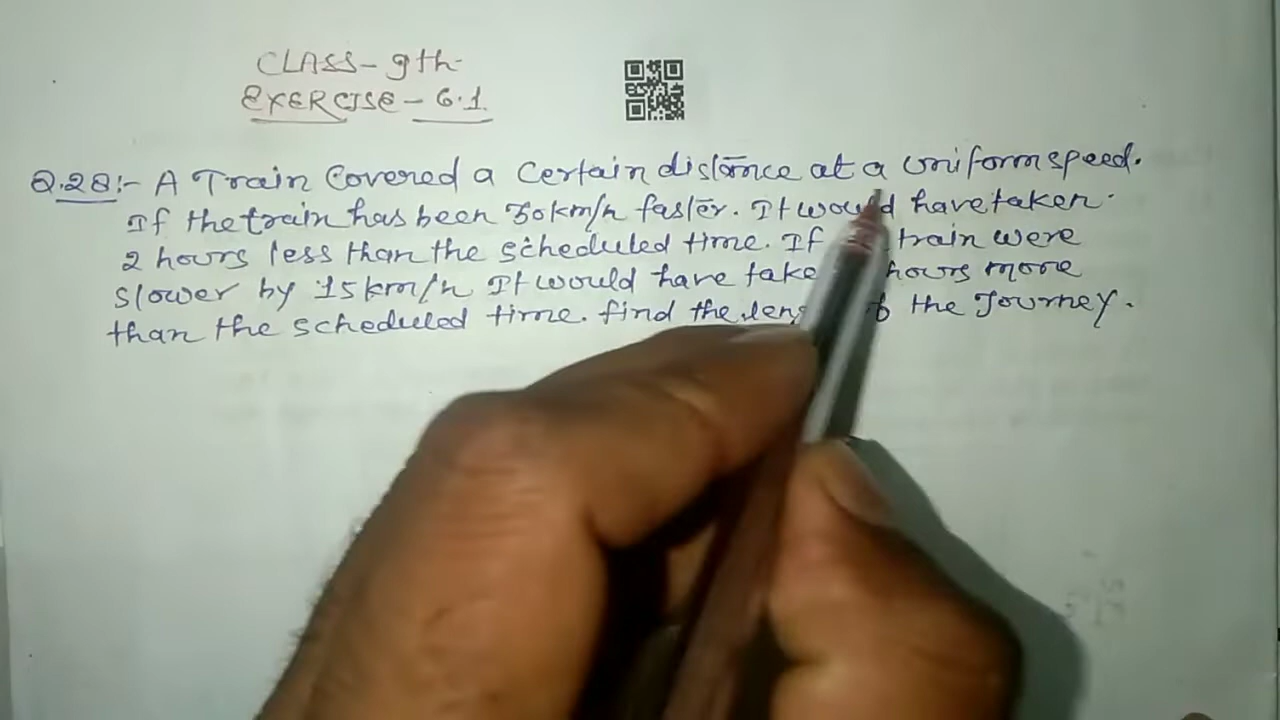 CLASS - 9th
EXERCISE - 6.1.
Q.28:- A Train Covered a Certain distance at a Uniform speed.
If the train has been 30km/h faster. It would have taken.
2 hours less than the scheduled time. If train were
Slower by 15km/h It would have take hours more
than the scheduled time. find the the Journey.